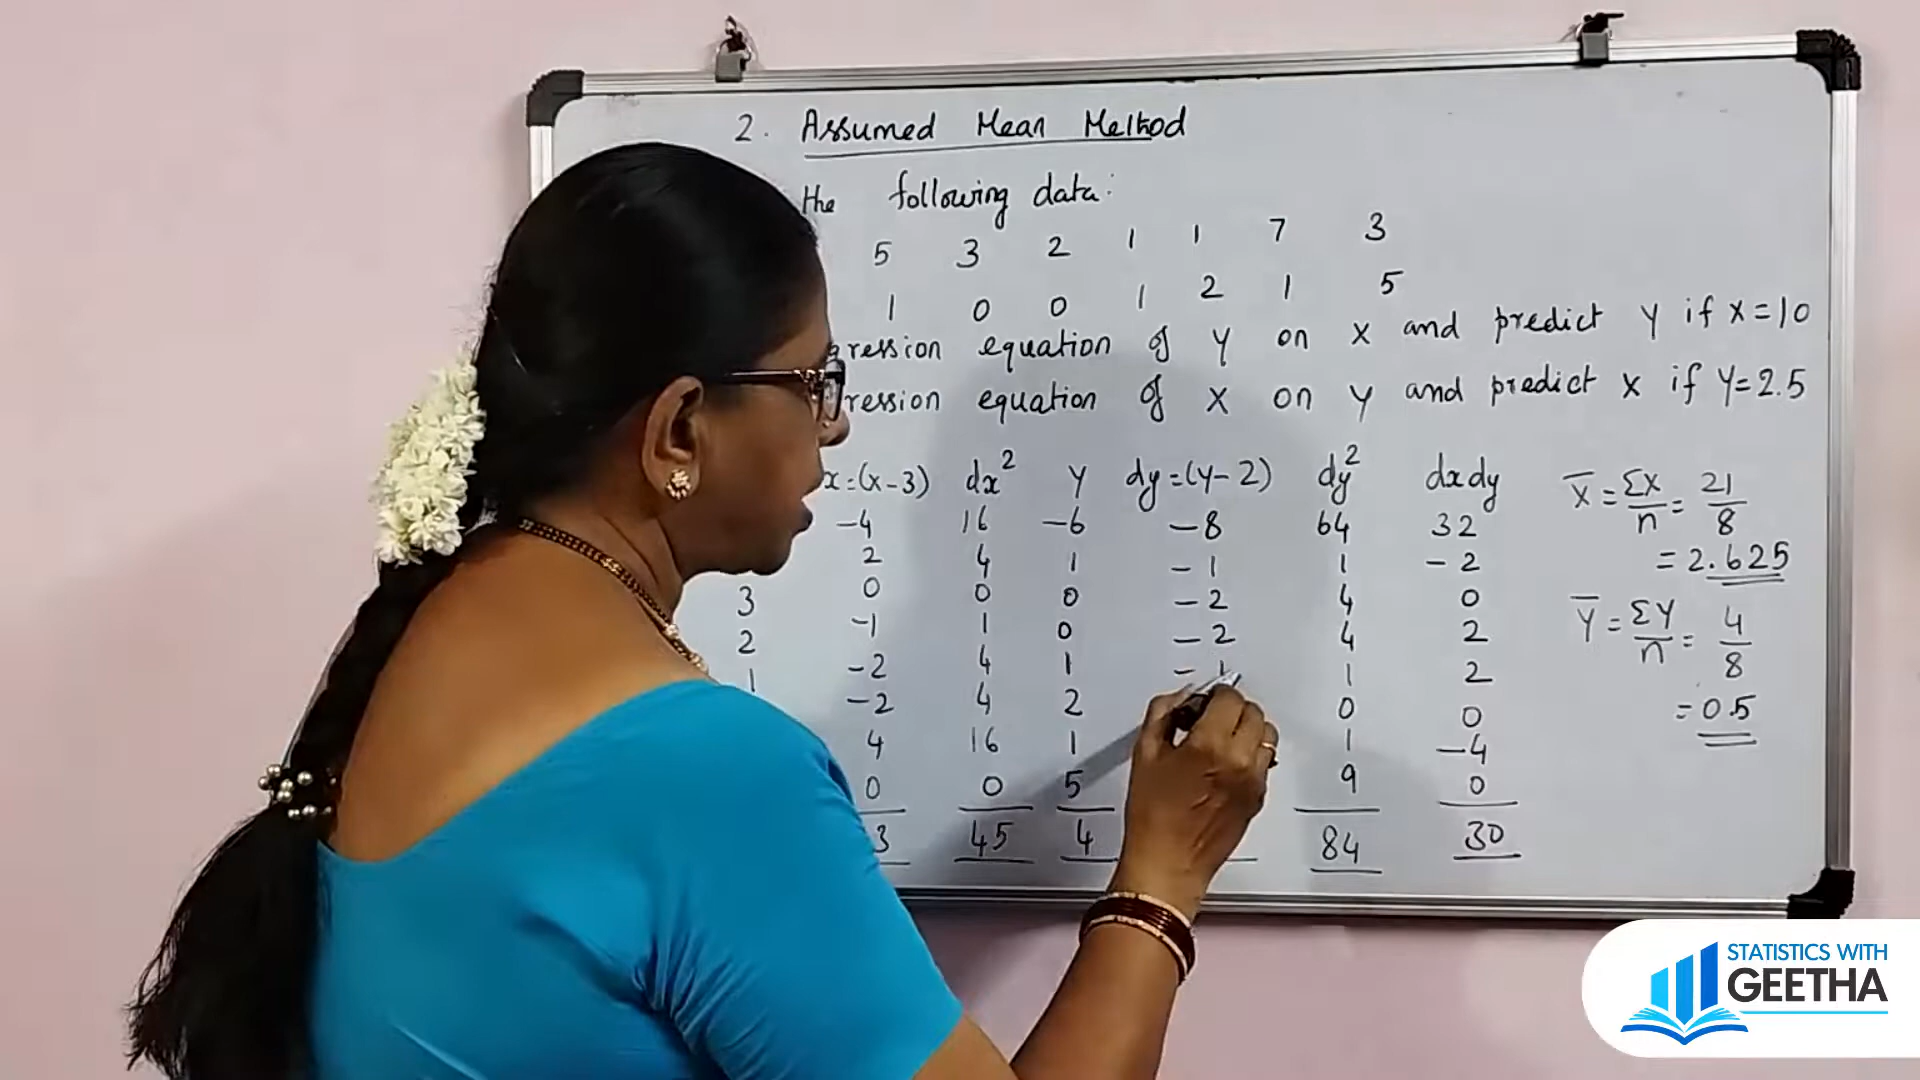 2. Assumed Mean Method
the following data:
5 3 2 1 1 7 3
1 0 0 1 2 1 5
gression equation of Y on X and predict Y if X=10
ression equation of X on Y and predict X if Y=2.5
x=(x-3) dx² Y dy=(Y-2) dy² dxdy
-4 16 -6 -8 64 32
2 4 1 -1 1 -2
3 0 0 0 -2 4 0
2 -1 1 0 -2 4 2
1 -2 4 1 -1 1 2
-2 4 2 0 0
4 16 1 1 -4
0 0 5 9 0
3 45 4 84 30
X̅ = ΣX/n = 21/8
= 2.625
Y̅ = ΣY/n = 4/8
= 0.5
STATISTICS WITH
GEETHA